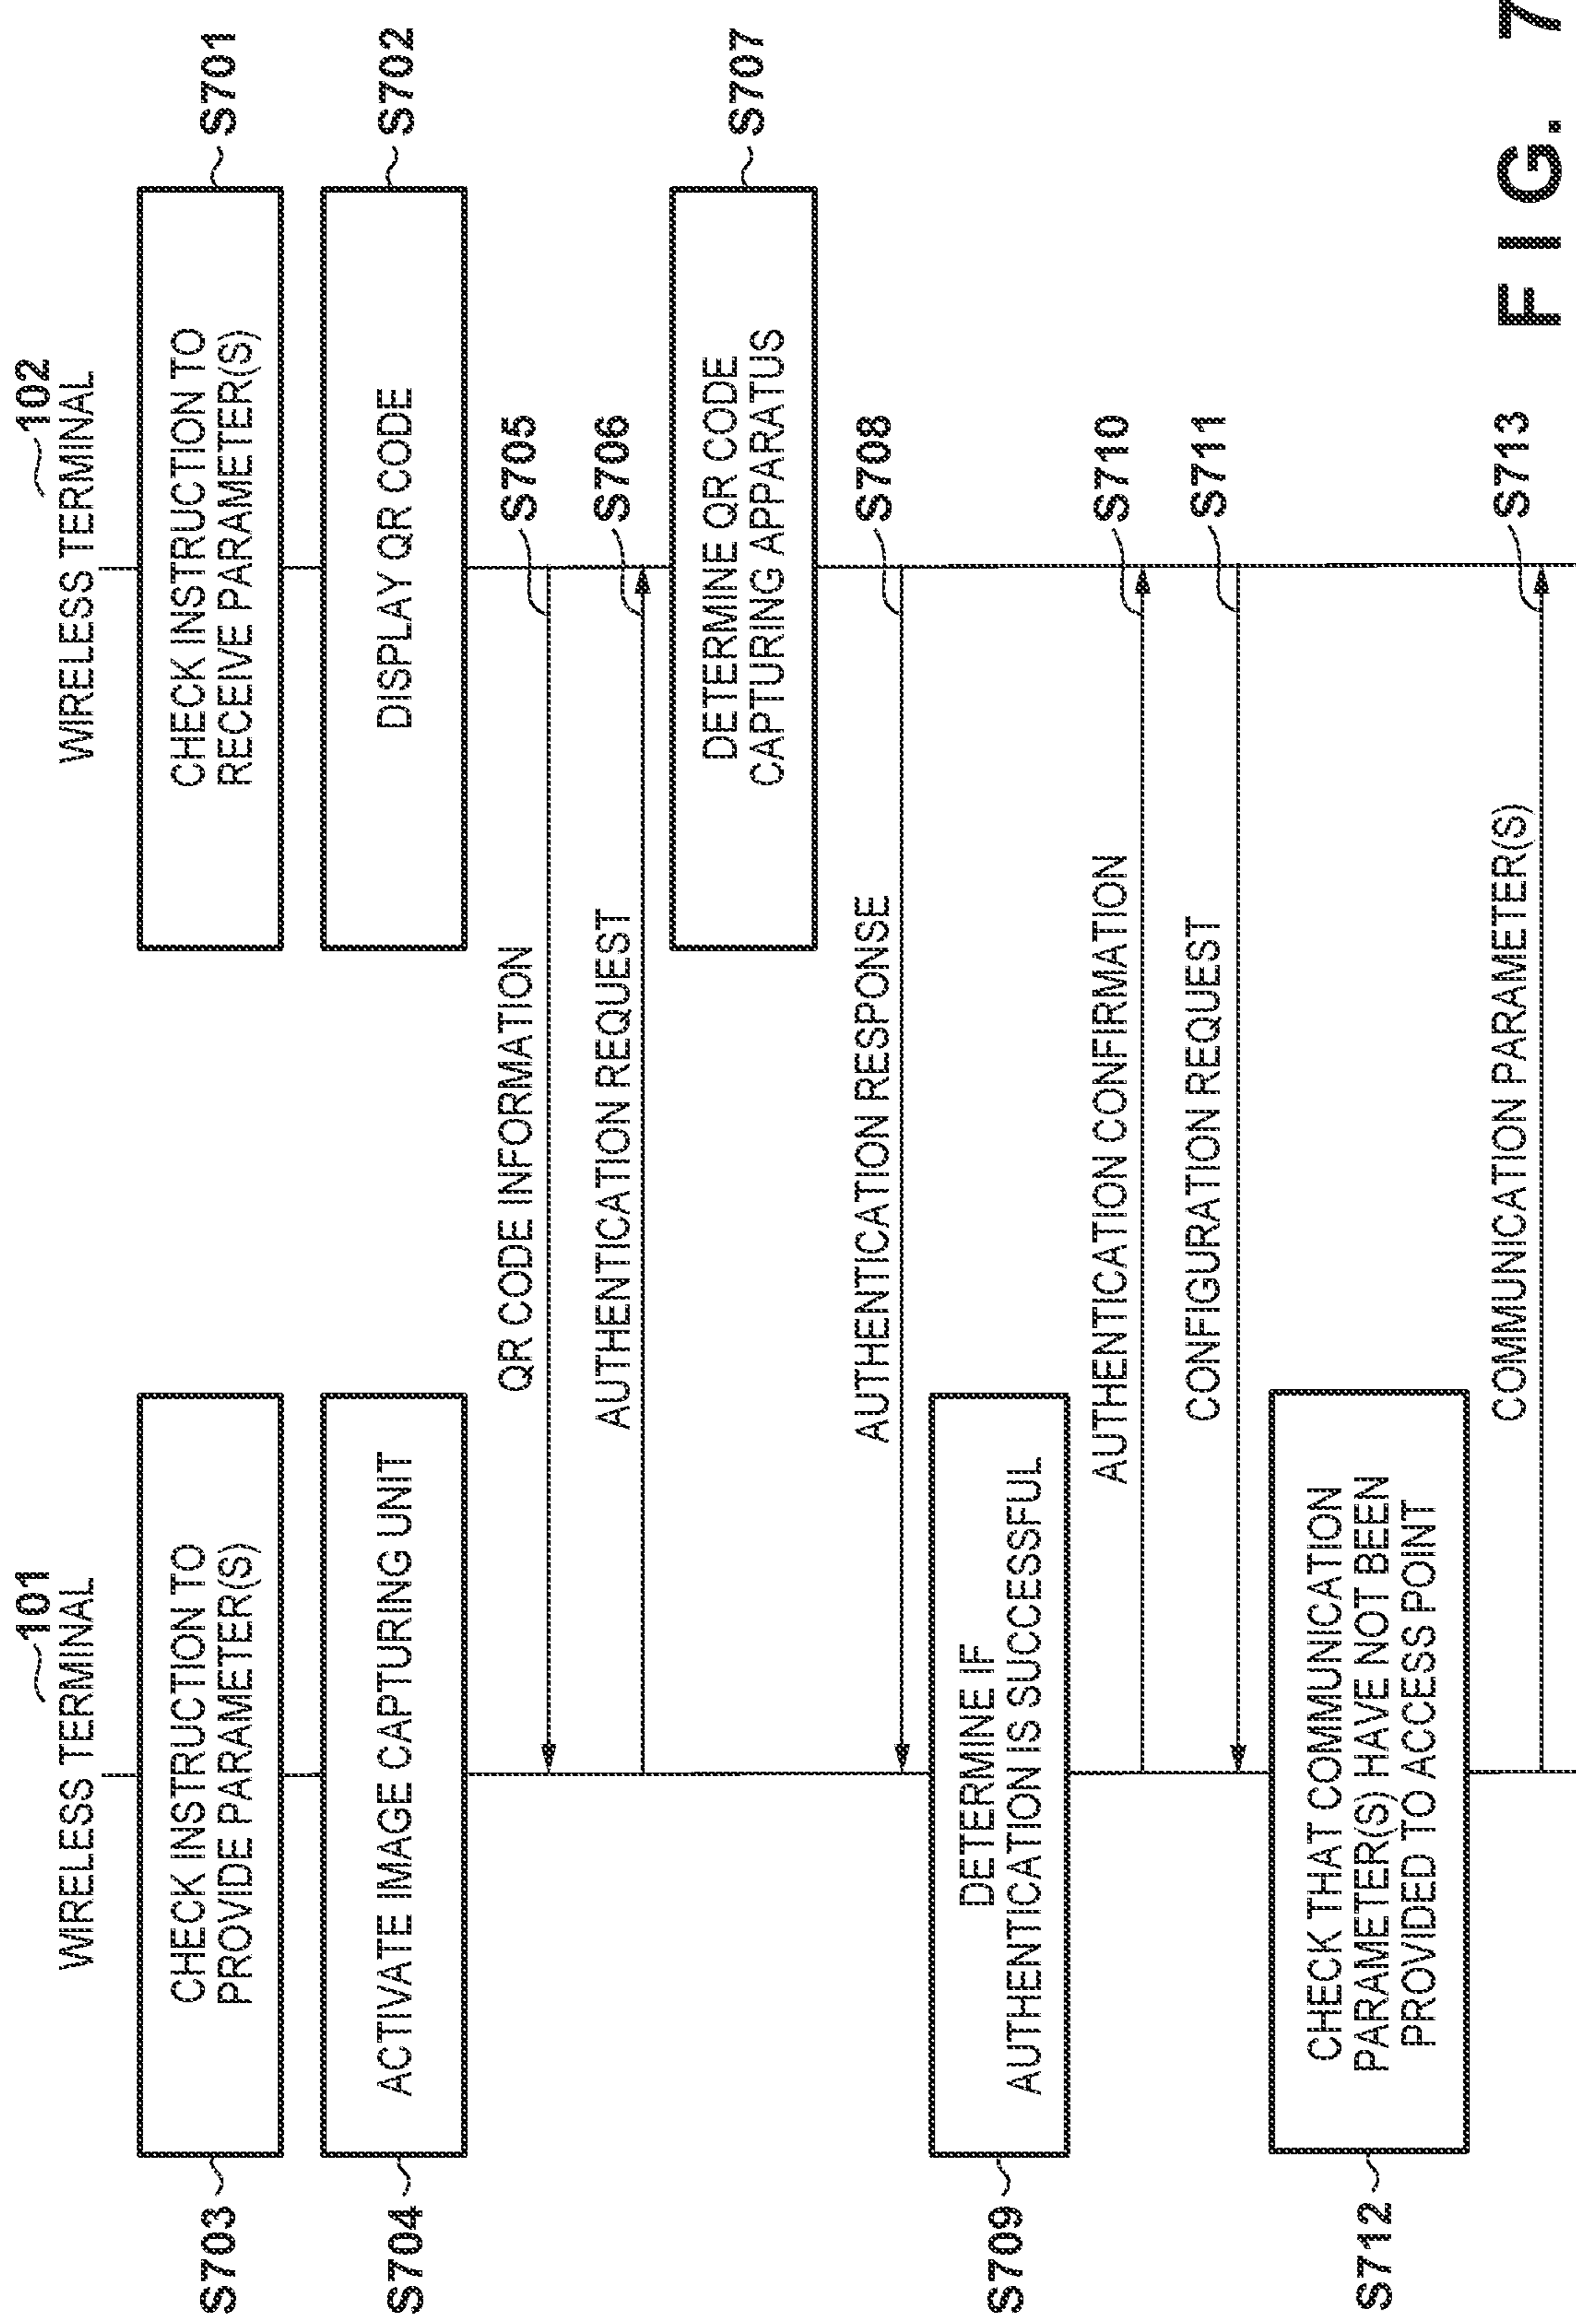 101
WIRELESS TERMINAL
102
WIRELESS TERMINAL
S703
CHECK INSTRUCTION TO
PROVIDE PARAMETER(S)
CHECK INSTRUCTION TO
RECEIVE PARAMETER(S)
S701
S704
ACTIVATE IMAGE CAPTURING UNIT
DISPLAY QR CODE
S702
QR CODE INFORMATION
S705
AUTHENTICATION REQUEST
S706
DETERMINE QR CODE
CAPTURING APPARATUS
S707
AUTHENTICATION RESPONSE
S708
S709
DETERMINE IF
AUTHENTICATION IS SUCCESSFUL
AUTHENTICATION CONFIRMATION
S710
CONFIGURATION REQUEST
S711
S712
CHECK THAT COMMUNICATION
PARAMETER(S) HAVE NOT BEEN
PROVIDED TO ACCESS POINT
COMMUNICATION PARAMETER(S)
S713
FIG. 7